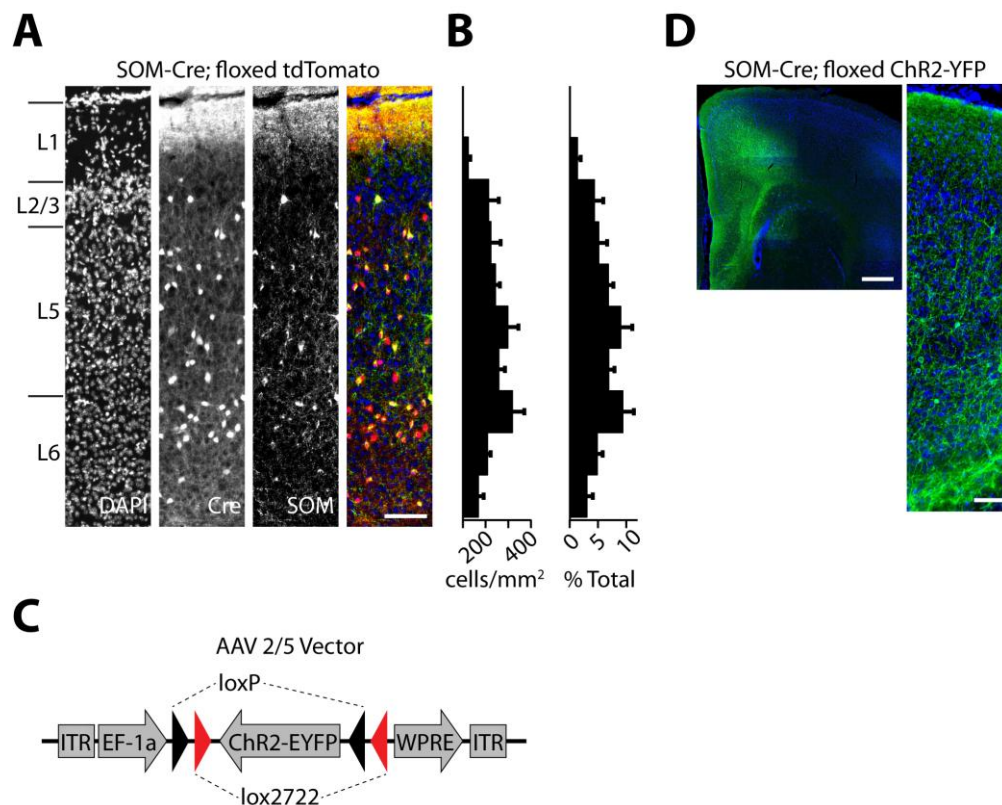 A
SOM-Cre; floxed tdTomato
L1
L2/3
L5
L6
DAPI
Cre
SOM
B
200
400
cells/mm²
0
5
10
% Total
C
AAV 2/5 Vector
loxP
ITR EF-1a ChR2-EYFP WPRE ITR
lox2722
D
SOM-Cre; floxed ChR2-YFP